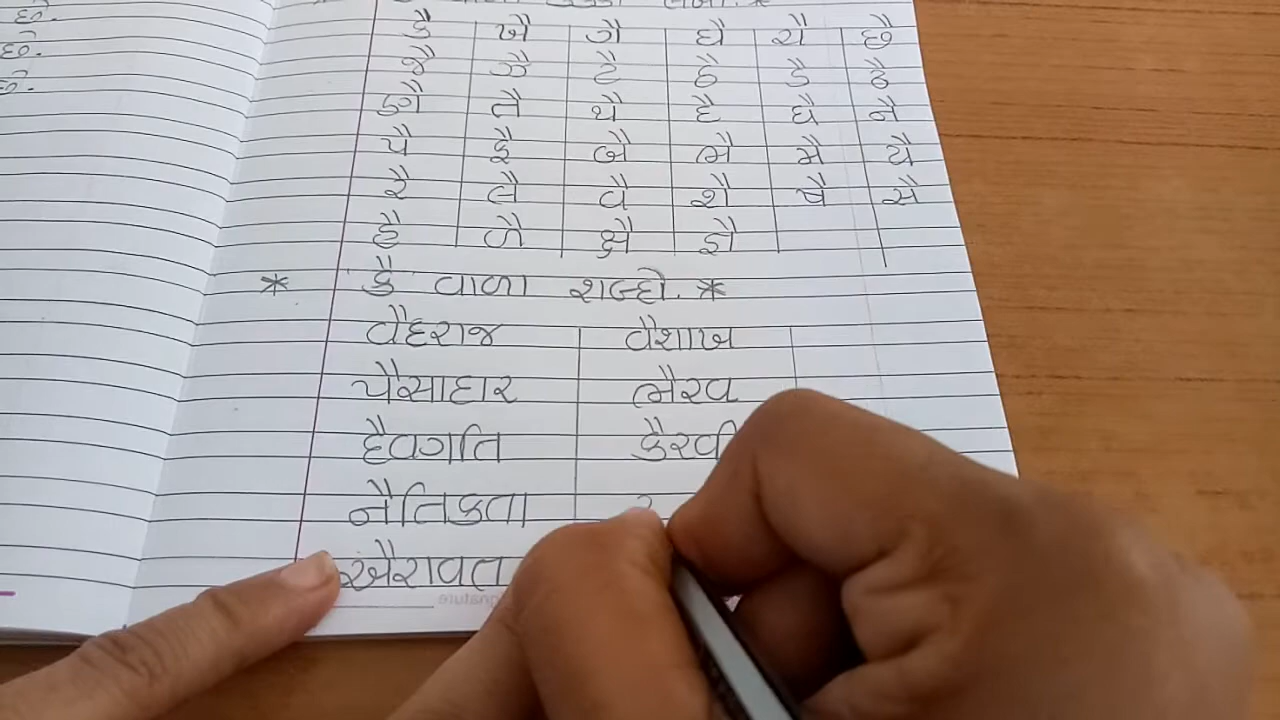 કૈ ખૈ ગૈ ઘૈ ચૈ છૈ
જૈ ઝૈ ટૈ ઠૈ ડૈ ઢૈ
ણૈ તૈ થૈ દૈ ધૈ નૈ
પૈ ફૈ બૈ ભૈ મૈ યૈ
રૈ લૈ વૈ શૈ ષૈ સૈ
હૈ ળૈ ક્ષૈ જ્ઞૈ
* કૈ વાળા શબ્દો. *
વૈદરાજ વૈશાખ
પૈસાદાર ભૈરવ
દૈવગતિ કૈરવી
નૈતિકતા
ઐરાવત